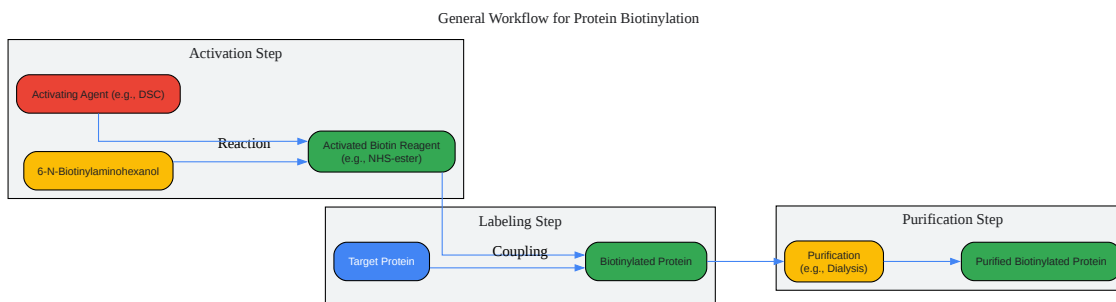 General Workflow for Protein Biotinylation
Activation Step
Activating Agent (e.g., DSC)
Reaction
Activated Biotin Reagent
(e.g., NHS-ester)
6-N-Biotinylaminohexanol
Labeling Step
Target Protein
Coupling
Biotinylated Protein
Purification Step
Purification
(e.g., Dialysis)
Purified Biotinylated Protein